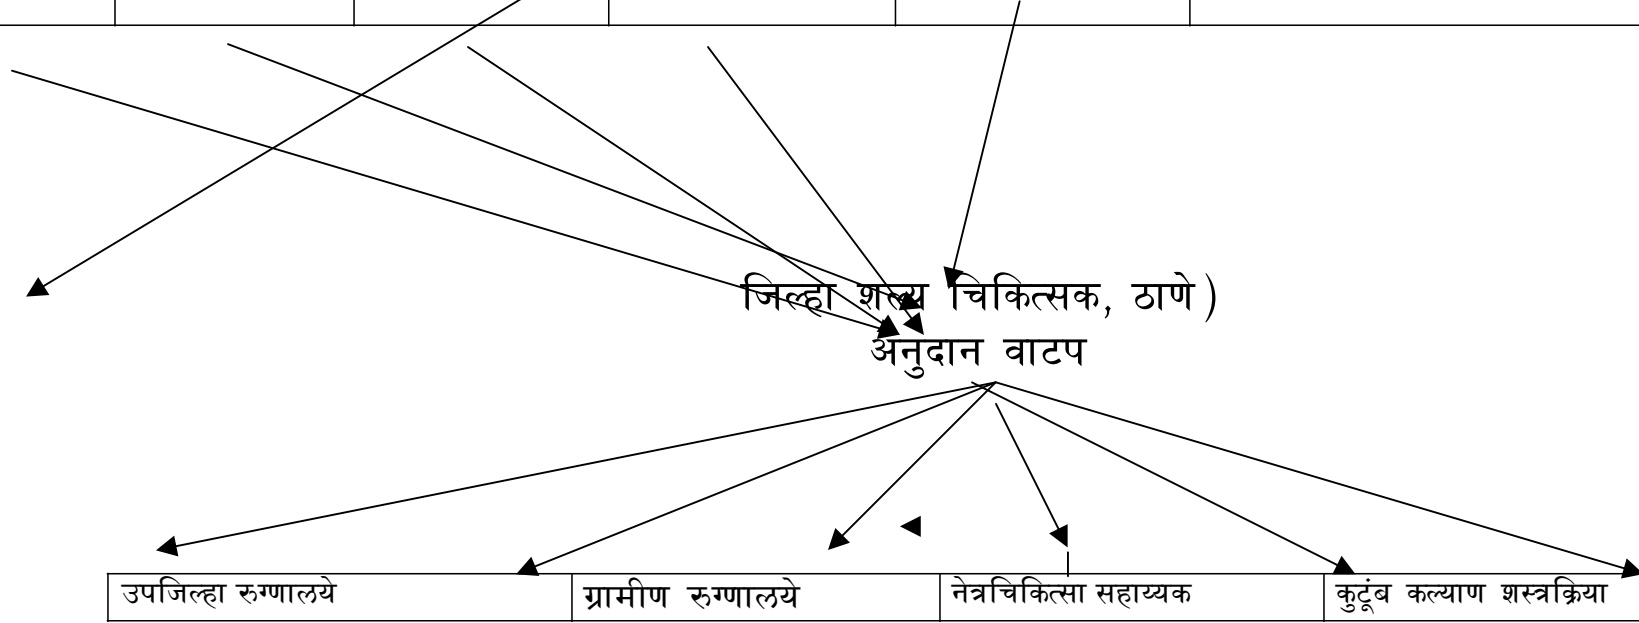 जिल्हा शल्य चिकित्सक, ठाणे)
अनुदान वाटप
उपजिल्हा रुग्णालये ग्रामीण रुग्णालये नेत्रचिकित्सा सहाय्यक कुटूंब कल्याण शस्त्रक्रिया